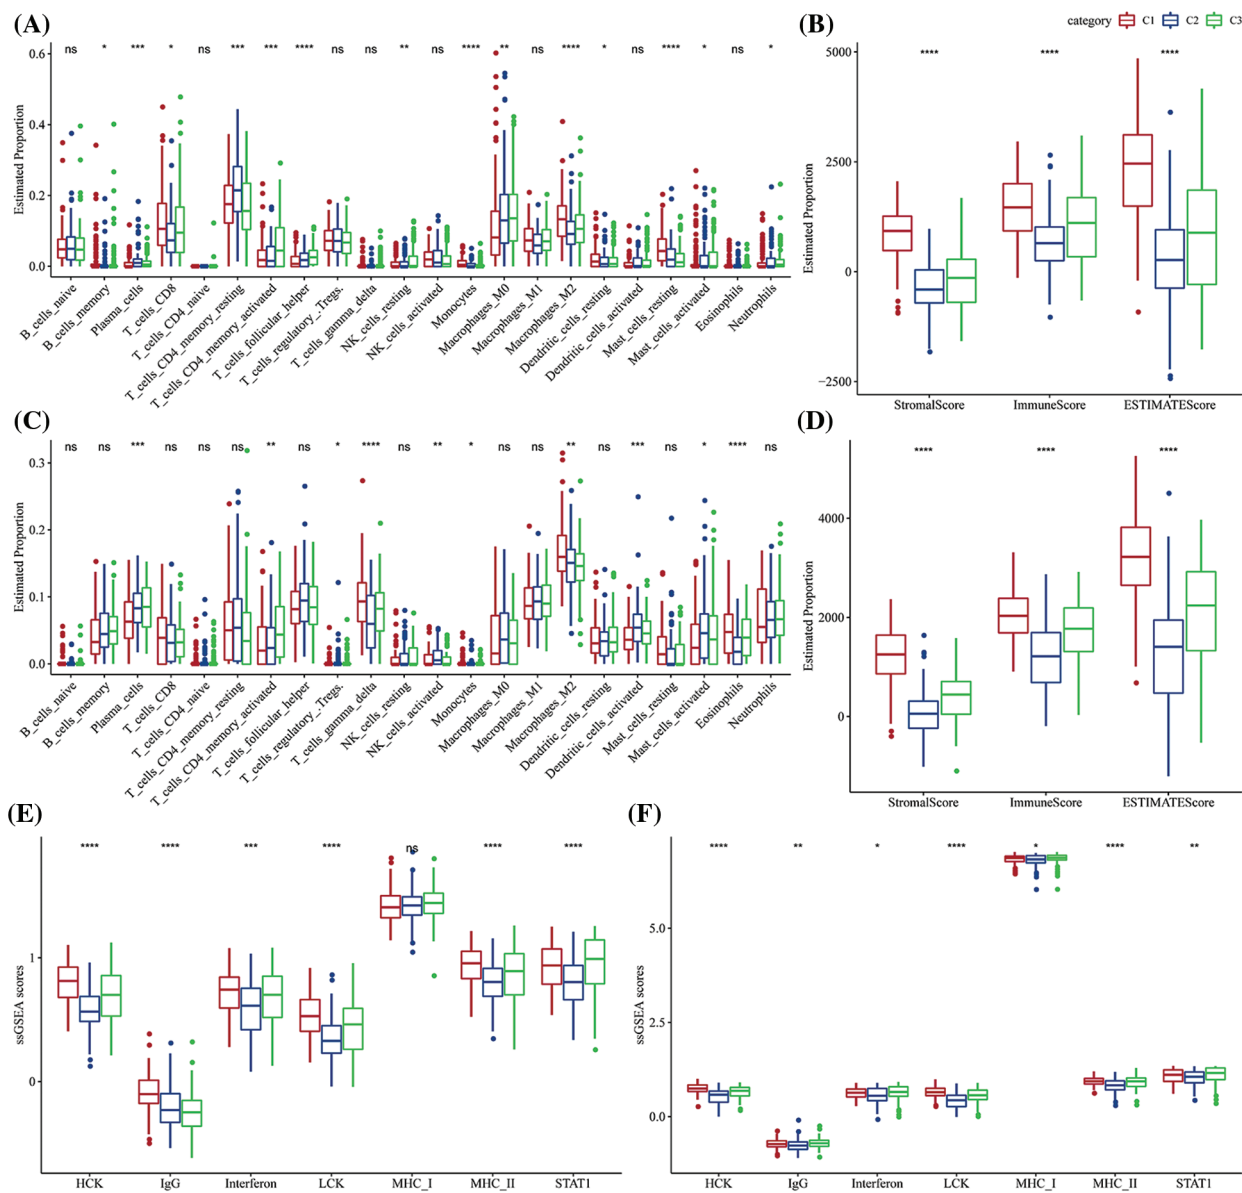 (A)
ns * *** * ns *** *** **** ns ns ** ns **** ** ns **** * ns **** * ns *
0.6
0.4
0.2
0.0
Estimated Proportion
B_cells_naive
B_cells_memory
Plasma_cells
T_cells_CD8
T_cells_CD4_naive
T_cells_CD4_memory_resting
T_cells_CD4_memory_activated
T_cells_follicular_helper
T_cells_regulatory_.Tregs.
T_cells_gamma_delta
NK_cells_resting
NK_cells_activated
Monocytes
Macrophages_M0
Macrophages_M1
Macrophages_M2
Dendritic_cells_resting
Dendritic_cells_activated
Mast_cells_resting
Mast_cells_activated
Eosinophils
Neutrophils
(B)
category C1 C2 C3
**** **** ****
5000
2500
0
−2500
Estimated Proportion
StromalScore ImmuneScore ESTIMATEScore
(C)
ns ns *** ns ns ns ** ns * **** ns ** * ns ns ** ns *** ns * **** ns
0.3
0.2
0.1
0.0
Estimated Proportion
B_cells_naive
B_cells_memory
Plasma_cells
T_cells_CD8
T_cells_CD4_naive
T_cells_CD4_memory_resting
T_cells_CD4_memory_activated
T_cells_follicular_helper
T_cells_regulatory_.Tregs.
T_cells_gamma_delta
NK_cells_resting
NK_cells_activated
Monocytes
Macrophages_M0
Macrophages_M1
Macrophages_M2
Dendritic_cells_resting
Dendritic_cells_activated
Mast_cells_resting
Mast_cells_activated
Eosinophils
Neutrophils
(D)
**** **** ****
4000
2000
0
Estimated Proportion
StromalScore ImmuneScore ESTIMATEScore
(E)
**** **** *** **** ns **** ****
1
0
ssGSEA scores
HCK IgG Interferon LCK MHC_I MHC_II STAT1
(F)
**** ** * **** * **** **
5.0
2.5
0.0
ssGSEA scores
HCK IgG Interferon LCK MHC_I MHC_II STAT1